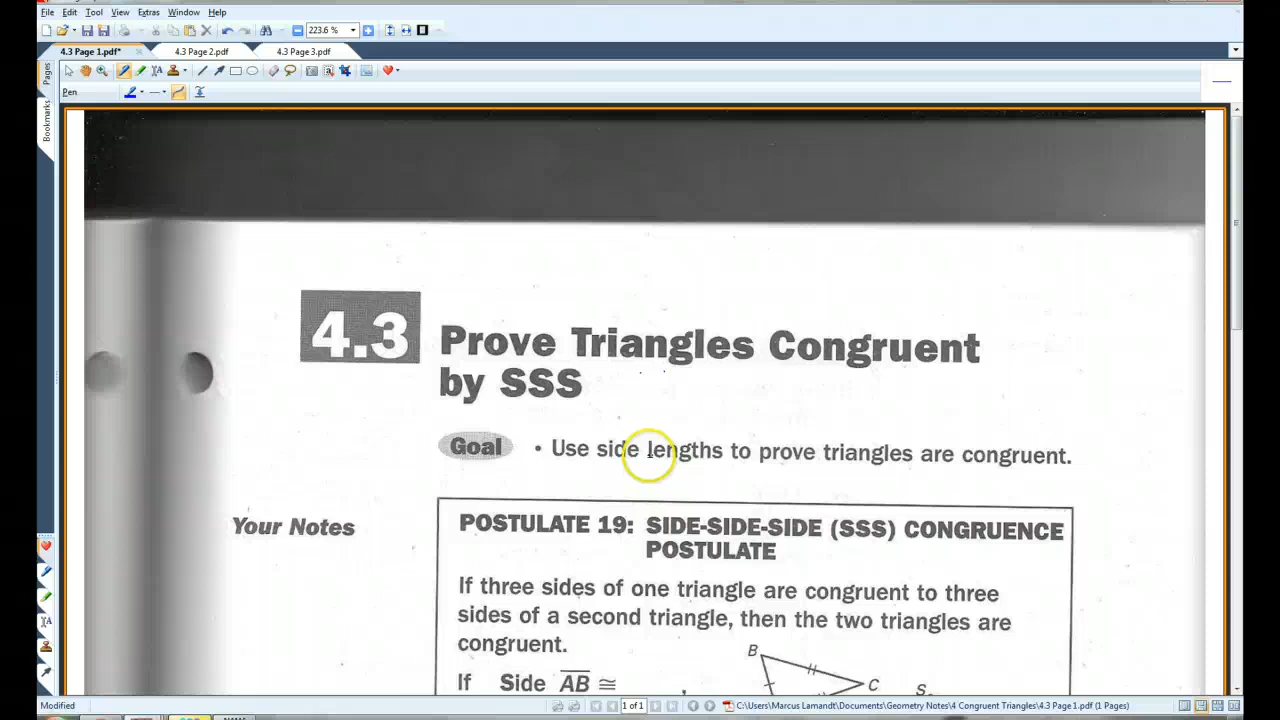 File Edit View Extras Window Help
223.6 %
4.3 Page 1.pdf* 4.3 Page 2.pdf 4.3 Page 3.pdf
Pen
Pages
Bookmarks
4.3 Prove Triangles Congruent
by SSS
Goal • Use side lengths to prove triangles are congruent.
Your Notes
POSTULATE 19: SIDE-SIDE-SIDE (SSS) CONGRUENCE
POSTULATE
If three sides of one triangle are congruent to three
sides of a second triangle, then the two triangles are
congruent.
If Side AB ≅ ,
B
C
S
Modified
1 of 1
C:\Users\Marcus Lamandt\Documents\Geometry Notes\4 Congruent Triangles\4.3 Page 1.pdf (1 Pages)